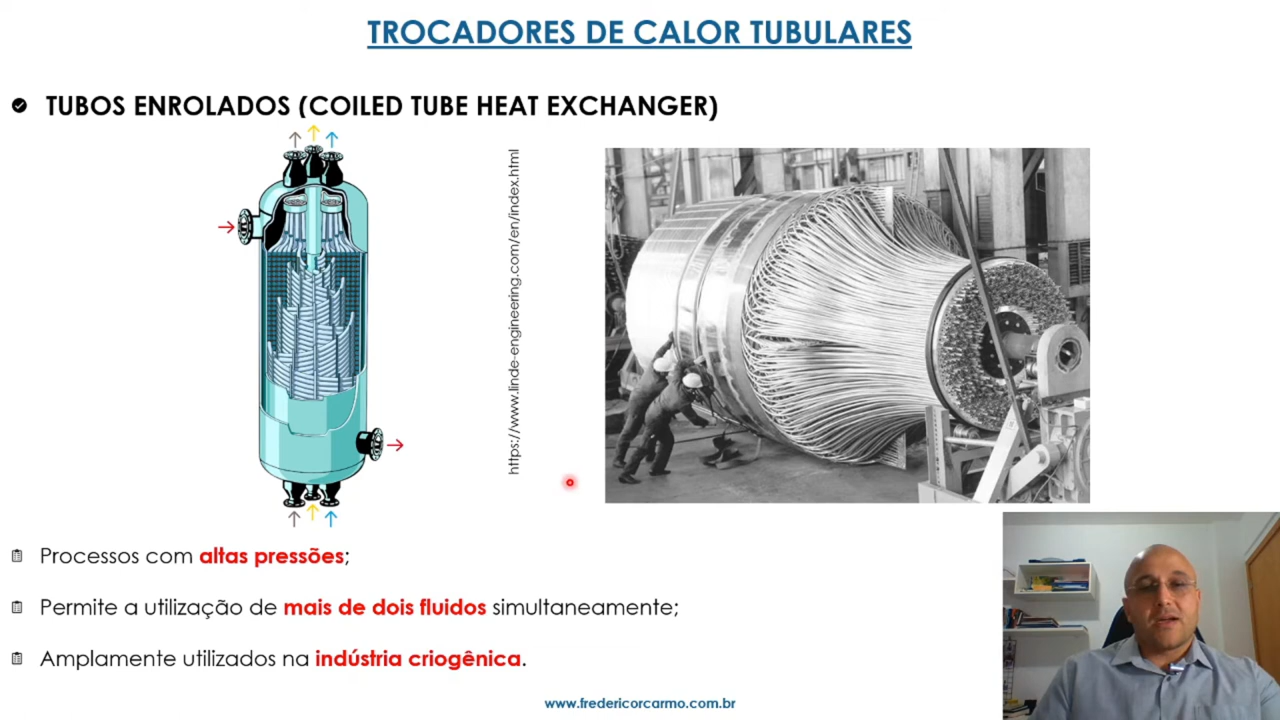 TROCADORES DE CALOR TUBULARES
TUBOS ENROLADOS (COILED TUBE HEAT EXCHANGER)
https://www.linde-engineering.com/en/index.html
Processos com altas pressões;
Permite a utilização de mais de dois fluidos simultaneamente;
Amplamente utilizados na indústria criogênica.
www.fredericorcarmo.com.br